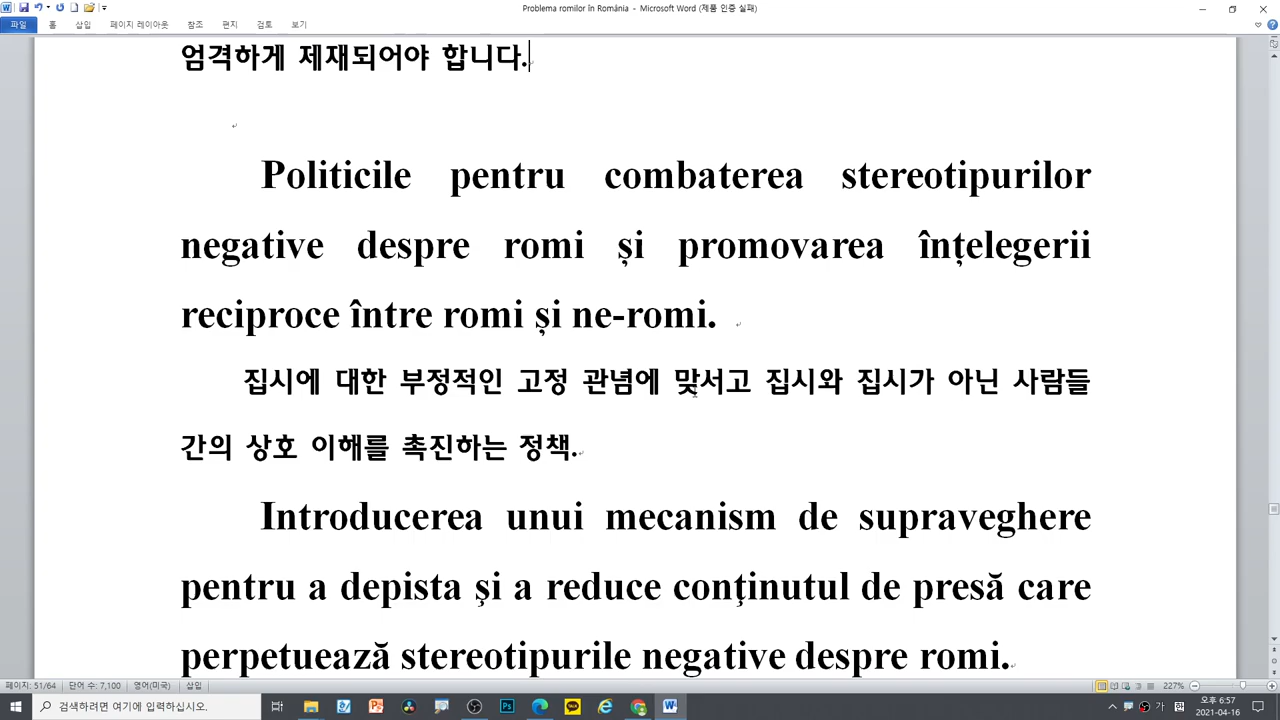 Problema romilor în România - Microsoft Word (제품 인증 실패)
파일 홈 삽입 페이지 레이아웃 참조 편지 검토 보기
엄격하게 제재되어야 합니다.
Politicile pentru combaterea stereotipurilor
negative despre romi și promovarea înțelegerii
reciproce între romi și ne-romi.
집시에 대한 부정적인 고정 관념에 맞서고 집시와 집시가 아닌 사람들
간의 상호 이해를 촉진하는 정책.
Introducerea unui mecanism de supraveghere
pentru a depista şi a reduce conţinutul de presă care
perpetuează stereotipurile negative despre romi.
페이지: 51/64 단어 수: 7,100 영어(미국) 삽입 227%
검색하려면 여기에 입력하십시오. 가 오후 6:57
2021-04-16